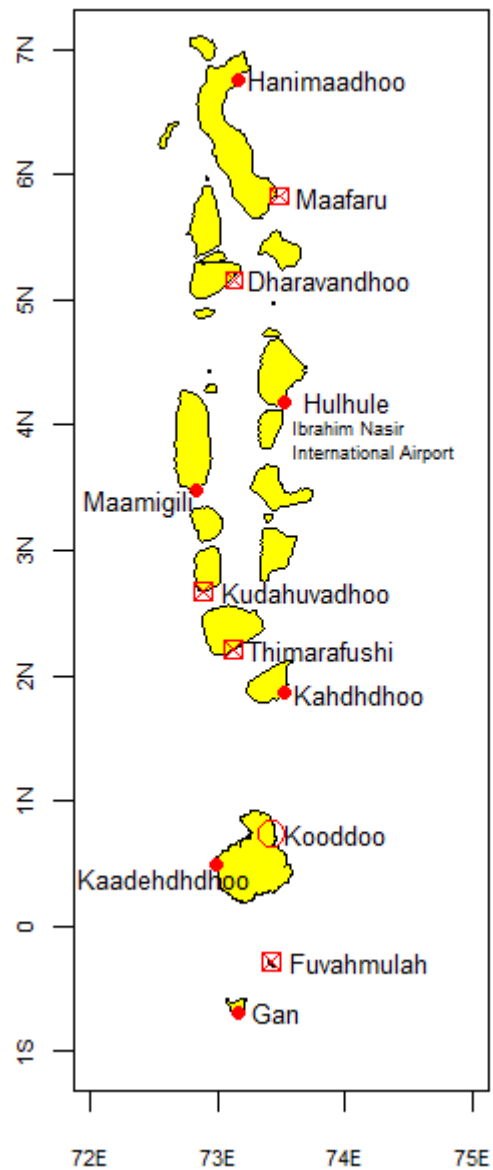 7N
Hanimaadhoo
6N
Maafaru
Dharavandhoo
5N
Hulhule
4N
Ibrahim Nasir
International Airport
Maamigili
3N
Kudahuvadhoo
Thimarafushi
2N
Kahdhdhoo
1N
Kooddoo
Kaadehdhdhoo
0
Fuvahmulah
Gan
1S
72E 73E 74E 75E